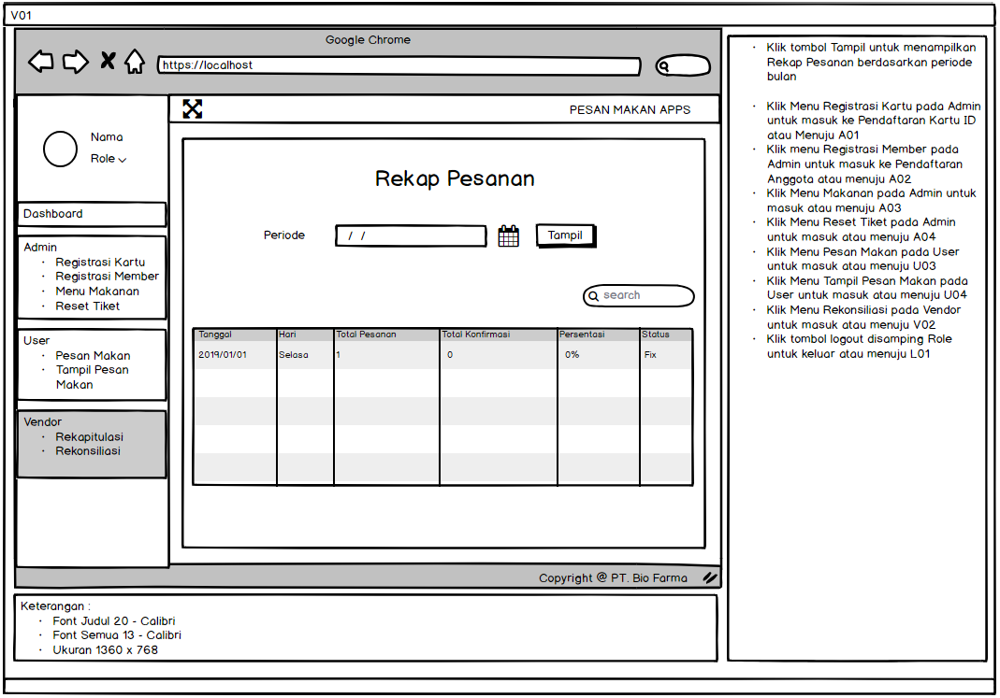 V01
Google Chrome
https://localhost
PESAN MAKAN APPS
Nama
Role
Dashboard
Admin
· Registrasi Kartu
· Registrasi Member
· Menu Makanan
· Reset Tiket
User
· Pesan Makan
· Tampil Pesan
Makan
Vendor
· Rekapitulasi
· Rekonsiliasi
Rekap Pesanan
Periode / / Tampil
search
Tanggal Hari Total Pesanan Total Konfirmasi Persentasi Status
2019/01/01 Selasa 1 0 0% Fix
Copyright @ PT. Bio Farma
Keterangan :
· Font Judul 20 - Calibri
· Font Semua 13 - Calibri
· Ukuran 1360 x 768
· Klik tombol Tampil untuk menampilkan
Rekap Pesanan berdasarkan periode
bulan
· Klik Menu Registrasi Kartu pada Admin
untuk masuk ke Pendaftaran Kartu ID
atau Menuju A01
· Klik menu Registrasi Member pada
Admin untuk masuk ke Pendaftaran
Anggota atau menuju A02
· Klik Menu Makanan pada Admin untuk
masuk atau menuju A03
· Klik Menu Reset Tiket pada Admin
untuk masuk atau menuju A04
· Klik Menu Pesan Makan pada User
untuk masuk atau menuju U03
· Klik Menu Tampil Pesan Makan pada
User untuk masuk atau menuju U04
· Klik Menu Rekonsiliasi pada Vendor
untuk masuk atau menuju V02
· Klik tombol logout disamping Role
untuk keluar atau menuju L01